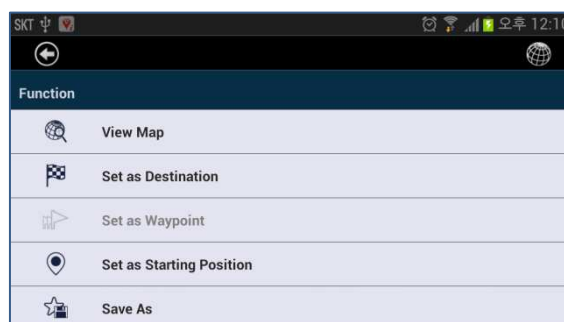 SKT 오후 12:10
Function
View Map
Set as Destination
Set as Waypoint
Set as Starting Position
Save As